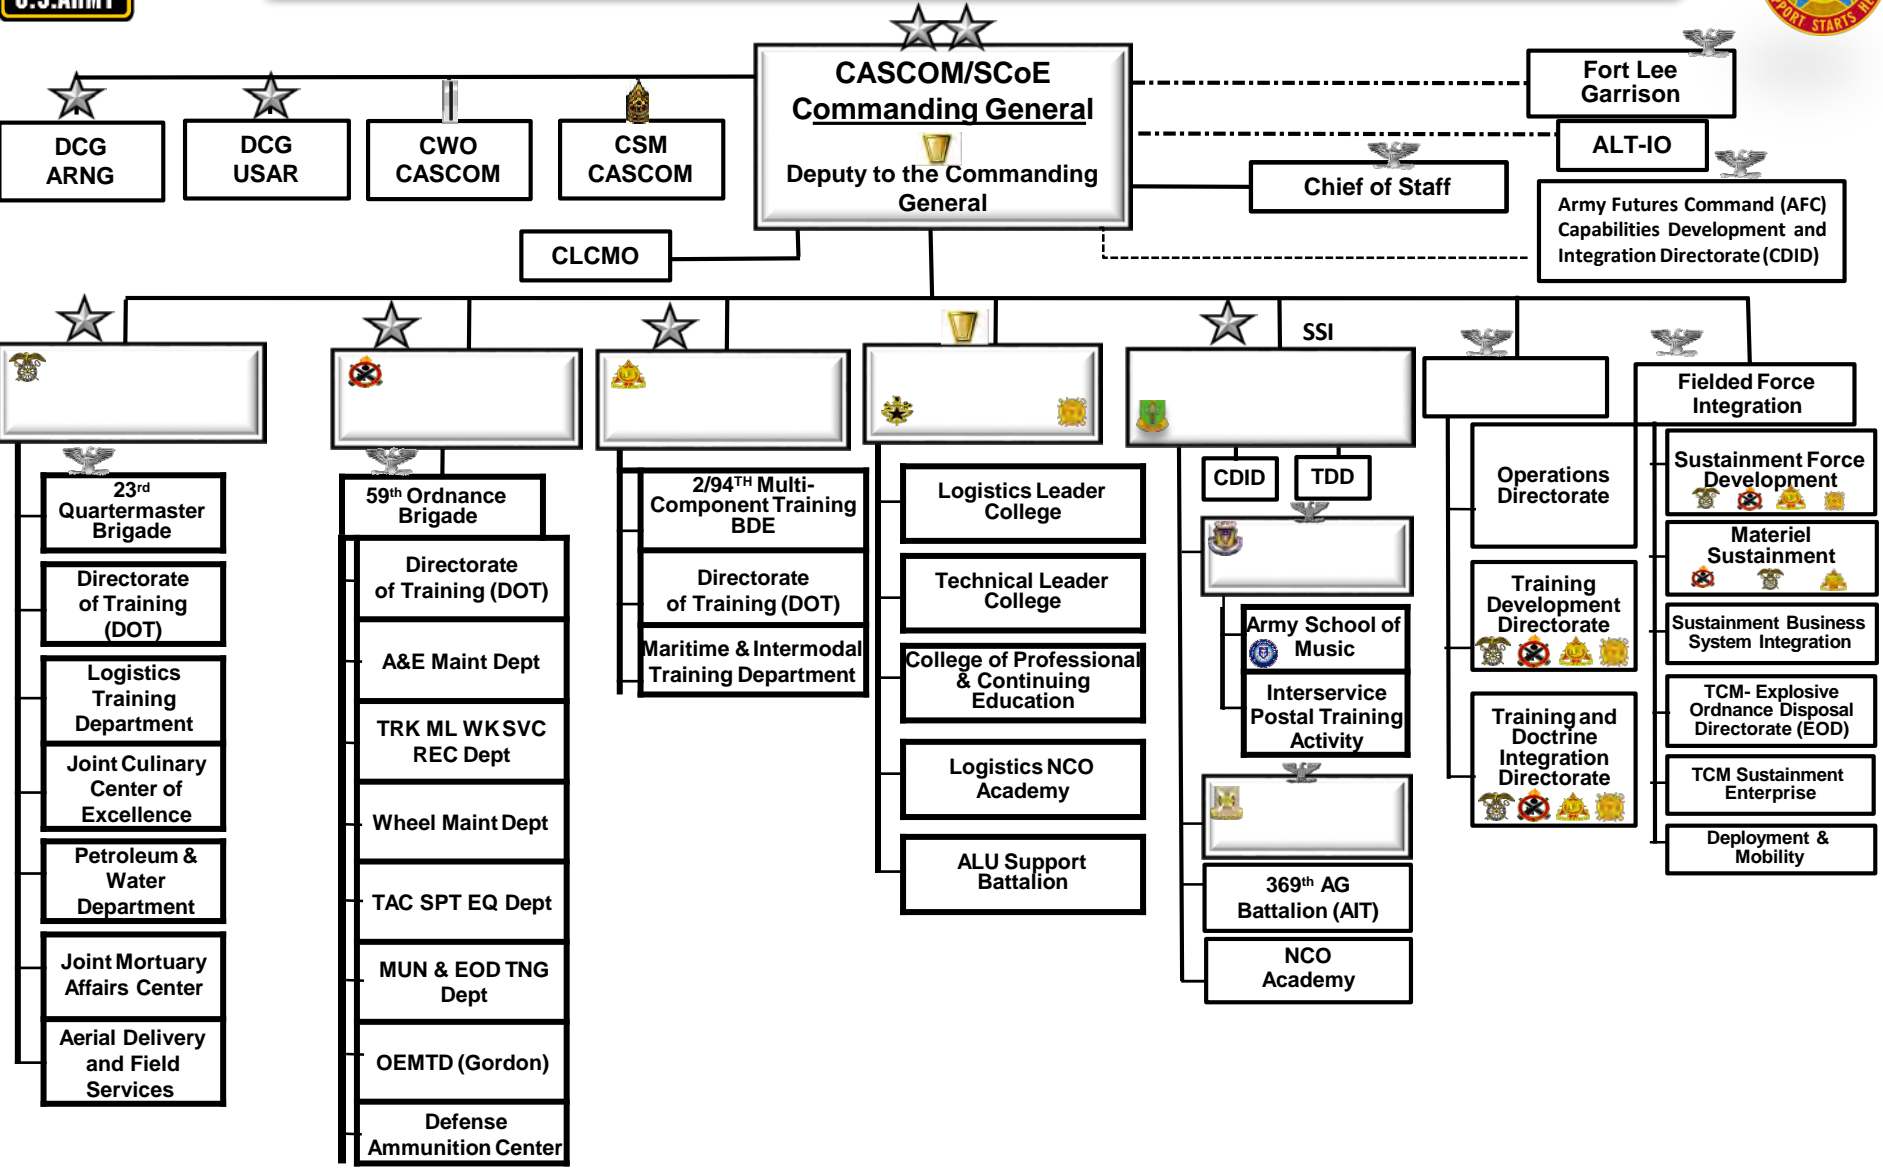 U.S.ARMY
PORT STARTS HE
CASCOM/SCoE
Commanding General
Deputy to the Commanding
General
DCG
ARNG
DCG
USAR
CWO
CASCOM
CSM
CASCOM
Fort Lee
Garrison
ALT-IO
Chief of Staff
Army Futures Command (AFC)
Capabilities Development and
Integration Directorate (CDID)
CLCMO
SSI
23rd
Quartermaster
Brigade
Directorate
of Training
(DOT)
Logistics
Training
Department
Joint Culinary
Center of
Excellence
Petroleum &
Water
Department
Joint Mortuary
Affairs Center
Aerial Delivery
and Field
Services
59th Ordnance
Brigade
Directorate
of Training (DOT)
A&E Maint Dept
TRK ML WK SVC
REC Dept
Wheel Maint Dept
TAC SPT EQ Dept
MUN & EOD TNG
Dept
OEMTD (Gordon)
Defense
Ammunition Center
2/94TH Multi-
Component Training
BDE
Directorate
of Training (DOT)
Maritime & Intermodal
Training Department
Logistics Leader
College
Technical Leader
College
College of Professional
& Continuing
Education
Logistics NCO
Academy
ALU Support
Battalion
CDID
TDD
Army School of
Music
Interservice
Postal Training
Activity
369th AG
Battalion (AIT)
NCO
Academy
Operations
Directorate
Training
Development
Directorate
Training and
Doctrine
Integration
Directorate
Fielded Force
Integration
Sustainment Force
Development
Materiel
Sustainment
Sustainment Business
System Integration
TCM- Explosive
Ordnance Disposal
Directorate (EOD)
TCM Sustainment
Enterprise
Deployment &
Mobility